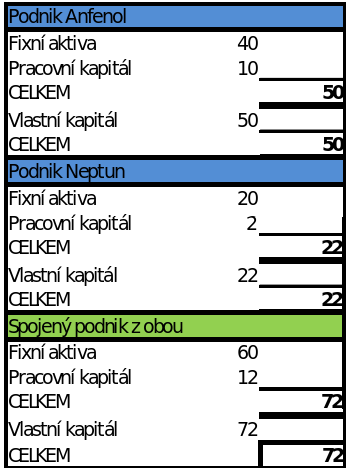 Podnik Anfenol
Fixní aktiva 40
Pracovní kapitál 10
CELKEM 50
Vlastní kapitál 50
CELKEM 50
Podnik Neptun
Fixní aktiva 20
Pracovní kapitál 2
CELKEM 22
Vlastní kapitál 22
CELKEM 22
Spojený podnik z obou
Fixní aktiva 60
Pracovní kapitál 12
CELKEM 72
Vlastní kapitál 72
CELKEM 72